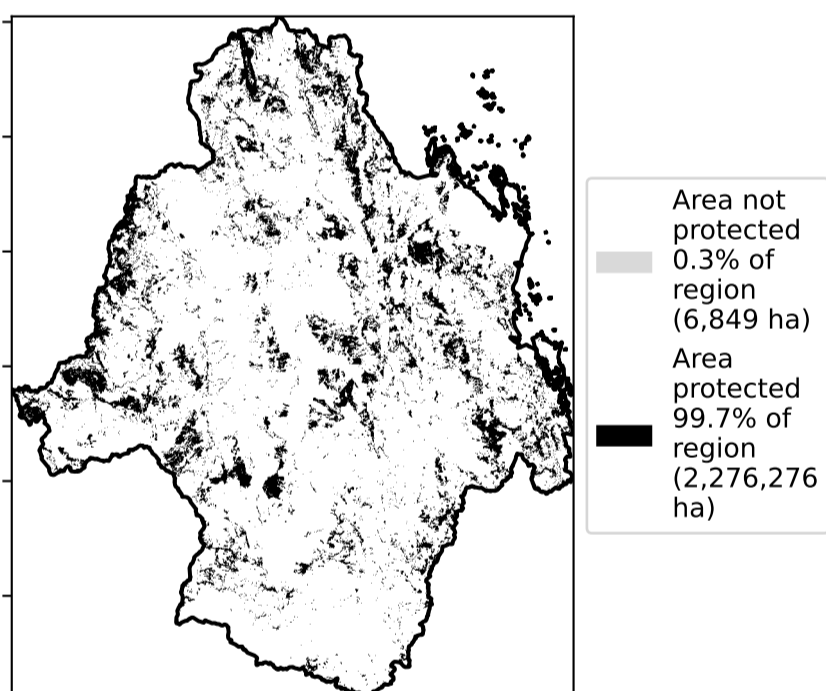 Area not
protected
0.3% of
region
(6,849 ha)
Area
protected
99.7% of
region
(2,276,276
ha)